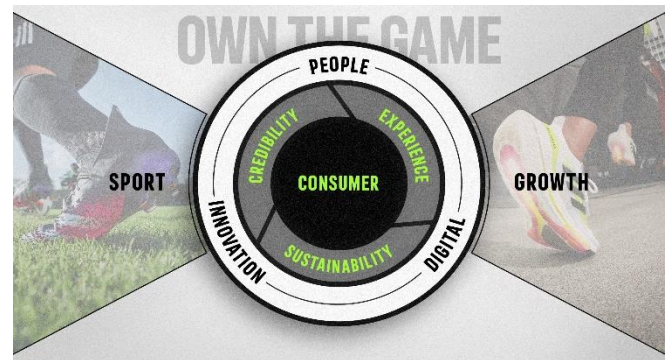 OWN THE GAME
PEOPLE
CREDIBILITY
EXPERIENCE
SPORT
CONSUMER
GROWTH
INNOVATION
SUSTAINABILITY
DIGITAL